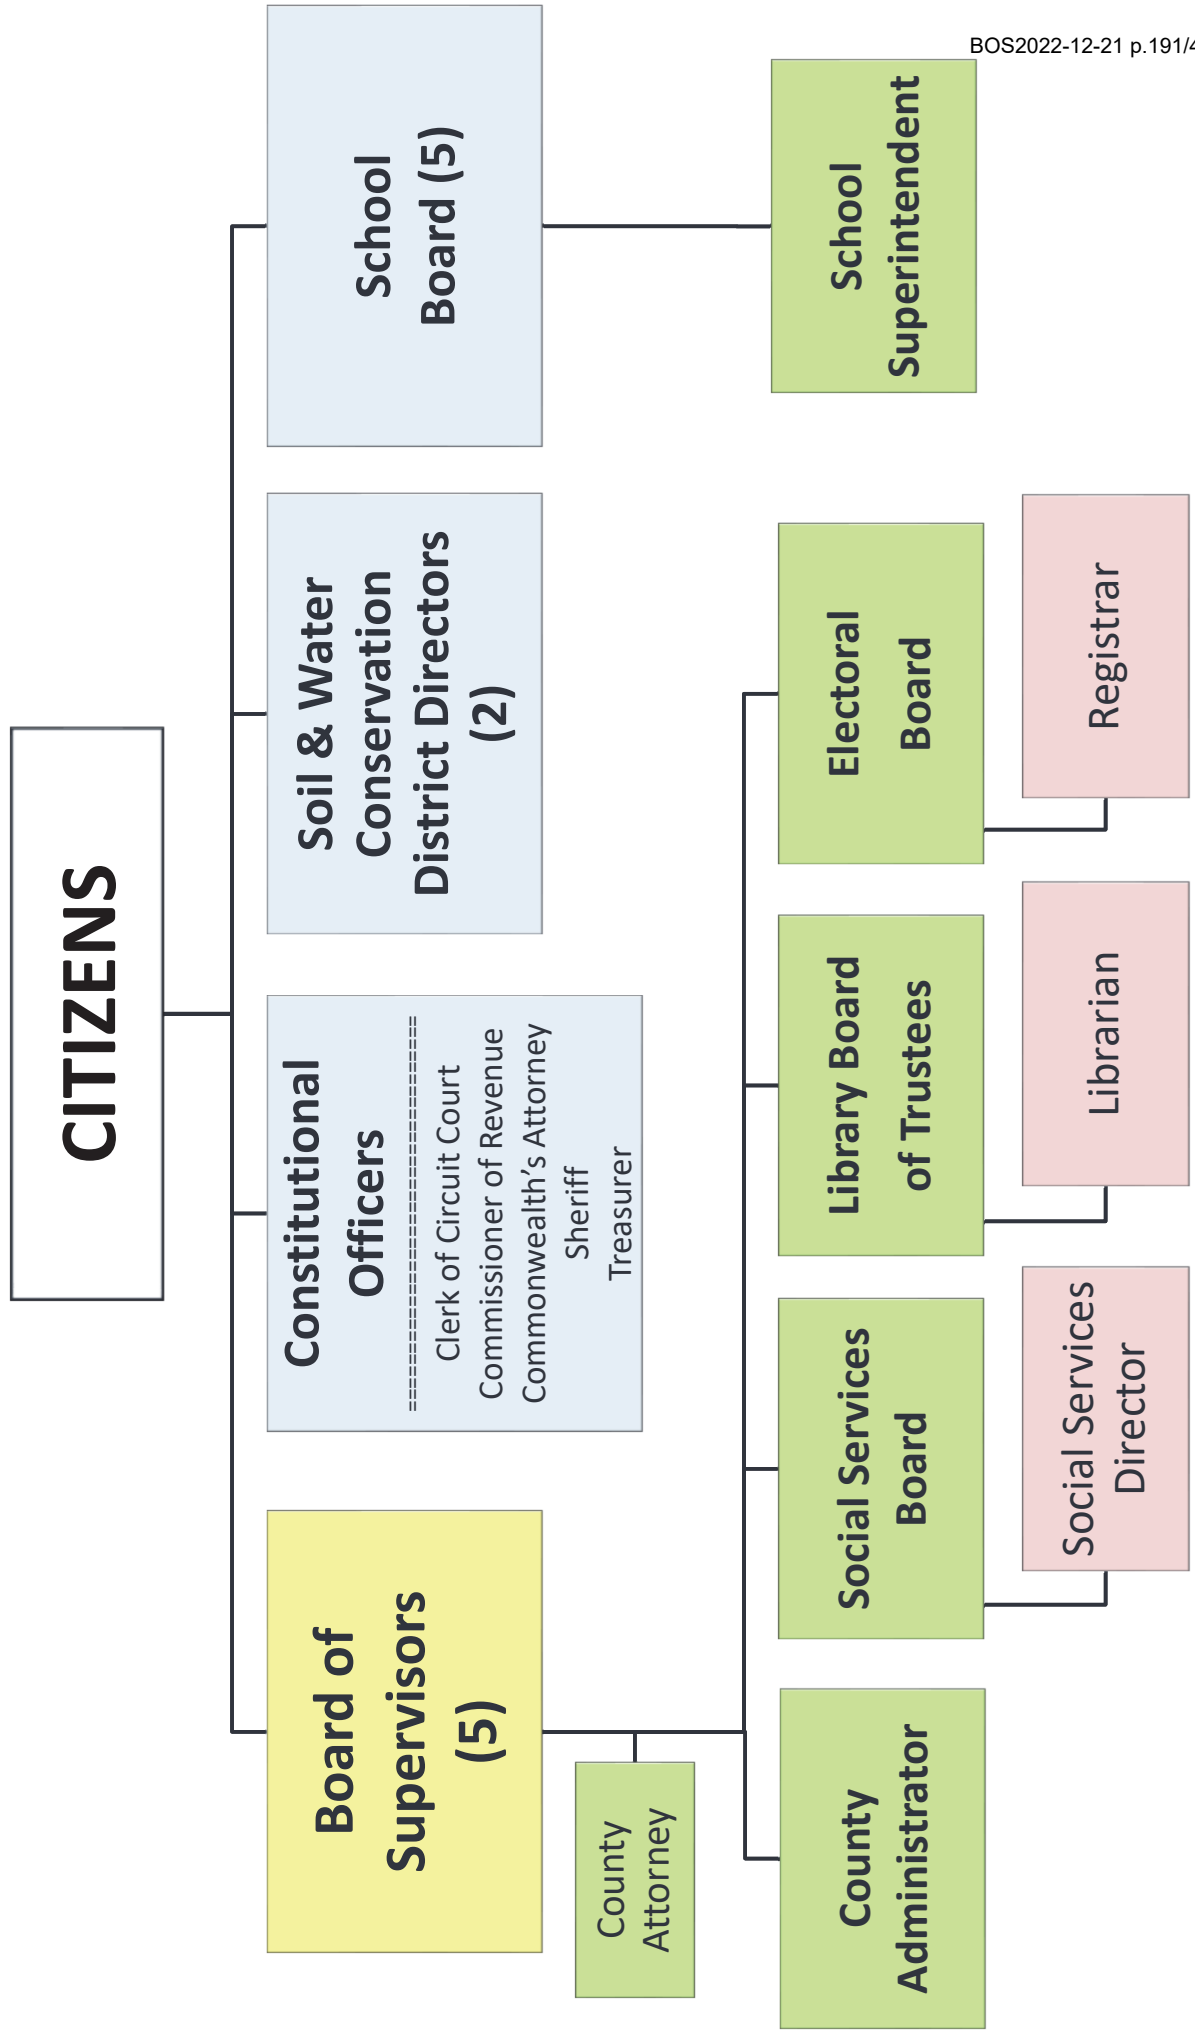 BOS2022-12-21 p.191/4
CITIZENS
Board of
Supervisors
(5)
Constitutional
Officers
==============================
Clerk of Circuit Court
Commissioner of Revenue
Commonwealth's Attorney
Sheriff
Treasurer
Soil & Water
Conservation
District Directors
(2)
School
Board (5)
County
Attorney
County
Administrator
Social Services
Board
Library Board
of Trustees
Electoral
Board
School
Superintendent
Social Services
Director
Librarian
Registrar